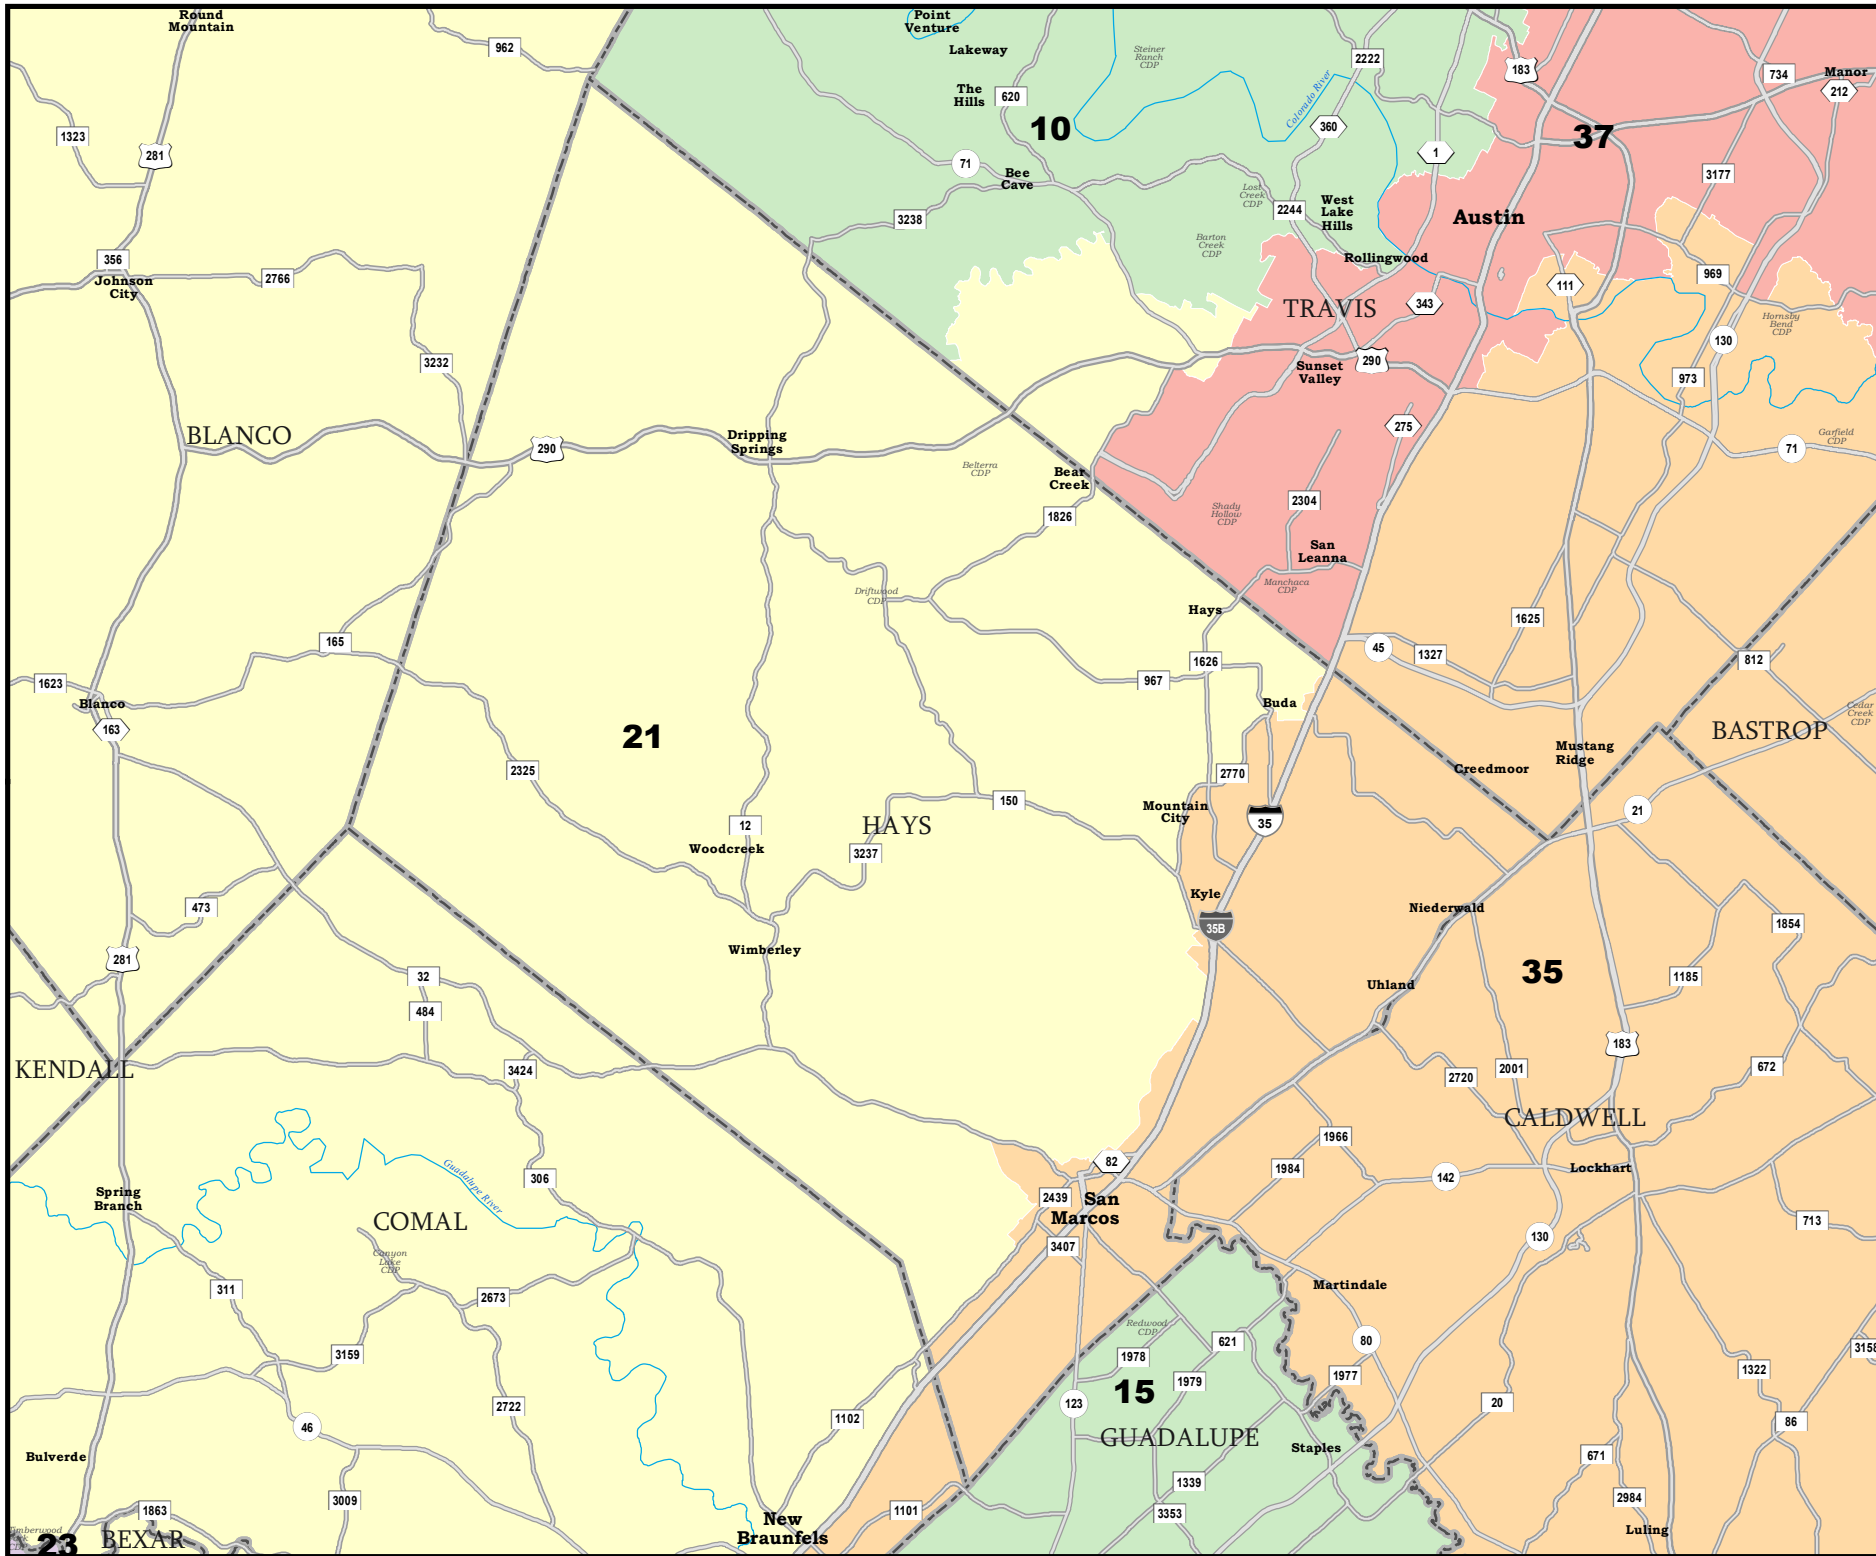 Round
Mountain
962
Point
Venture
Lakeway
Steiner
Ranch
CDP
2222
183
734
Manor
212
The
Hills
620
10
Colorado River
360
37
1323
281
71
1
3177
Bee
Cave
Lost
Creek
CDP
2244
West
Lake
Hills
3238
Austin
Barton
Creek
CDP
Rollingwood
356
Johnson
City
2766
969
111
TRAVIS
343
Hornsby
Bend
CDP
130
3232
290
Sunset
Valley
973
BLANCO
290
Dripping
Springs
275
Garfield
CDP
71
Belterra
CDP
Bear
Creek
2304
Shady
Hollow
CDP
1826
San
Leanna
Manchaca
CDP
Driftwood
CDP
Hays
1625
165
45
1327
812
1626
967
1623
Blanco
163
Buda
Cedar
Creek
CDP
BASTROP
21
Mustang
Ridge
Creedmoor
2325
2770
150
Mountain
City
21
12
HAYS
35
Woodcreek
3237
Kyle
473
Niederwald
1854
35B
Wimberley
281
32
35
1185
Uhland
484
183
KENDALL
3424
2720
2001
672
CALDWELL
1966
82
1984
Lockhart
142
Guadalupe River
306
Spring
Branch
2439
San
Marcos
COMAL
713
3407
130
Canyon
Lake
CDP
311
2673
Martindale
Redwood
CDP
621
80
3159
1978
3158
15
1979
1977
1322
123
2722
20
1102
46
86
GUADALUPE
Staples
Bulverde
671
1339
3009
2984
1863
1101
3353
New
Braunfels
Luling
Timberwood
Park
CDP
23
BEXAR